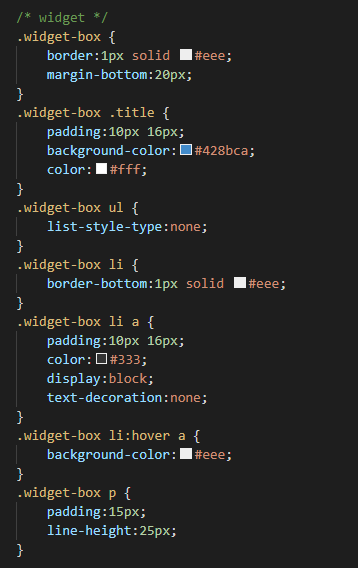 /* widget */
.widget-box {
    border:1px solid #eee;
    margin-bottom:20px;
}
.widget-box .title {
    padding:10px 16px;
    background-color:#428bca;
    color:#fff;
}
.widget-box ul {
    list-style-type:none;
}
.widget-box li {
    border-bottom:1px solid #eee;
}
.widget-box li a {
    padding:10px 16px;
    color:#333;
    display:block;
    text-decoration:none;
}
.widget-box li:hover a {
    background-color:#eee;
}
.widget-box p {
    padding:15px;
    line-height:25px;
}